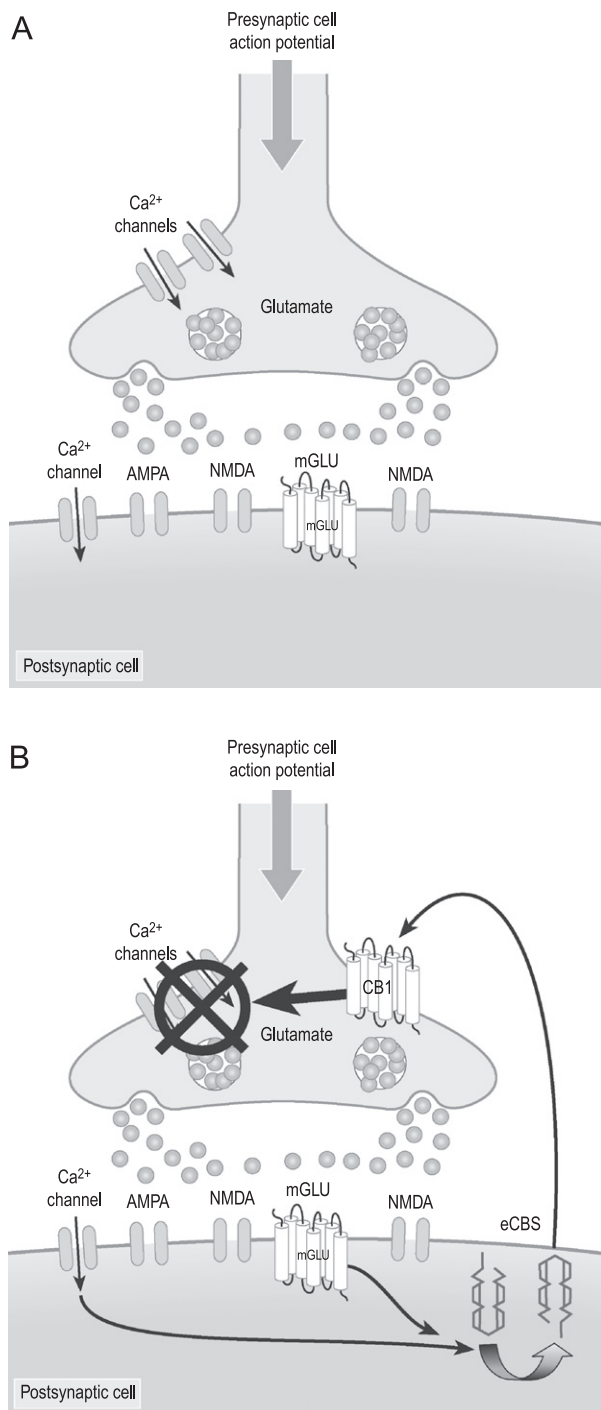 A
Presynaptic cell
action potential
Ca²⁺
channels
Glutamate
Ca²⁺
channel
AMPA
NMDA
mGLU
NMDA
mGLU
Postsynaptic cell
B
Presynaptic cell
action potential
Ca²⁺
channels
CB1
Glutamate
Ca²⁺
channel
AMPA
NMDA
mGLU
NMDA
eCBS
mGLU
Postsynaptic cell